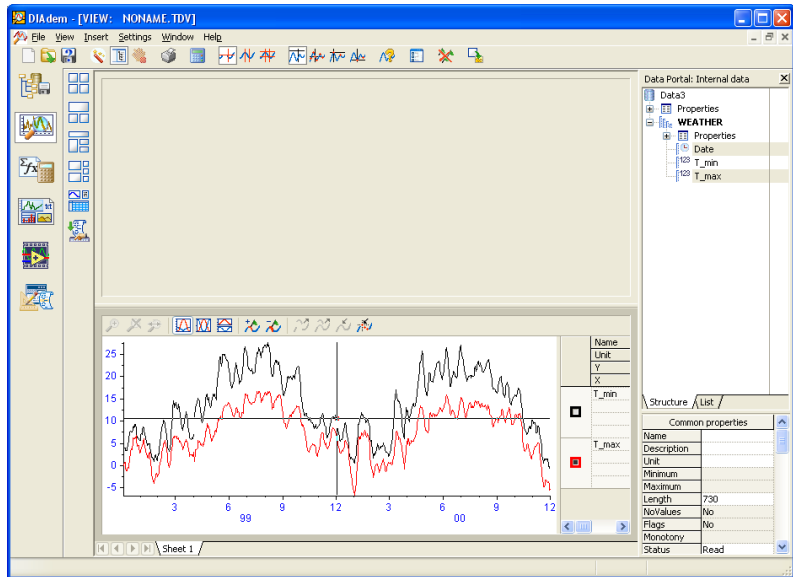 DIAdem - [VIEW:   NONAME.TDV]
File View Insert Settings Window Help
Data Portal: Internal data
Data3
Properties
WEATHER
Properties
Date
123 T_min
123 T_max
Structure List
Common properties
Name
Description
Unit
Minimum
Maximum
Length 730
NoValues No
Flags No
Monotony
Status Read
25
20
15
10
5
0
-5
3 6 9 12 3 6 9 12
99 00
Name
Unit
Y
X
T_min
T_max
Sheet 1